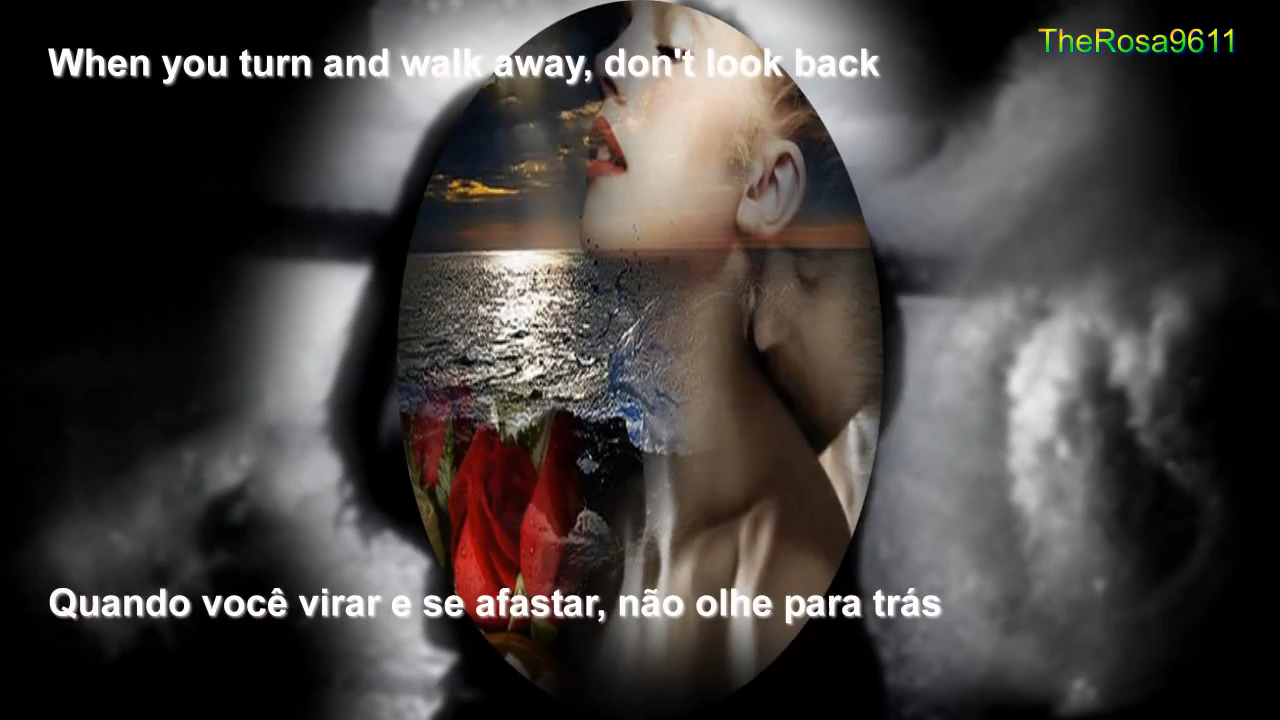 When you turn and walk away, don't look back
TheRosa9611
Quando você virar e se afastar, não olhe para trás